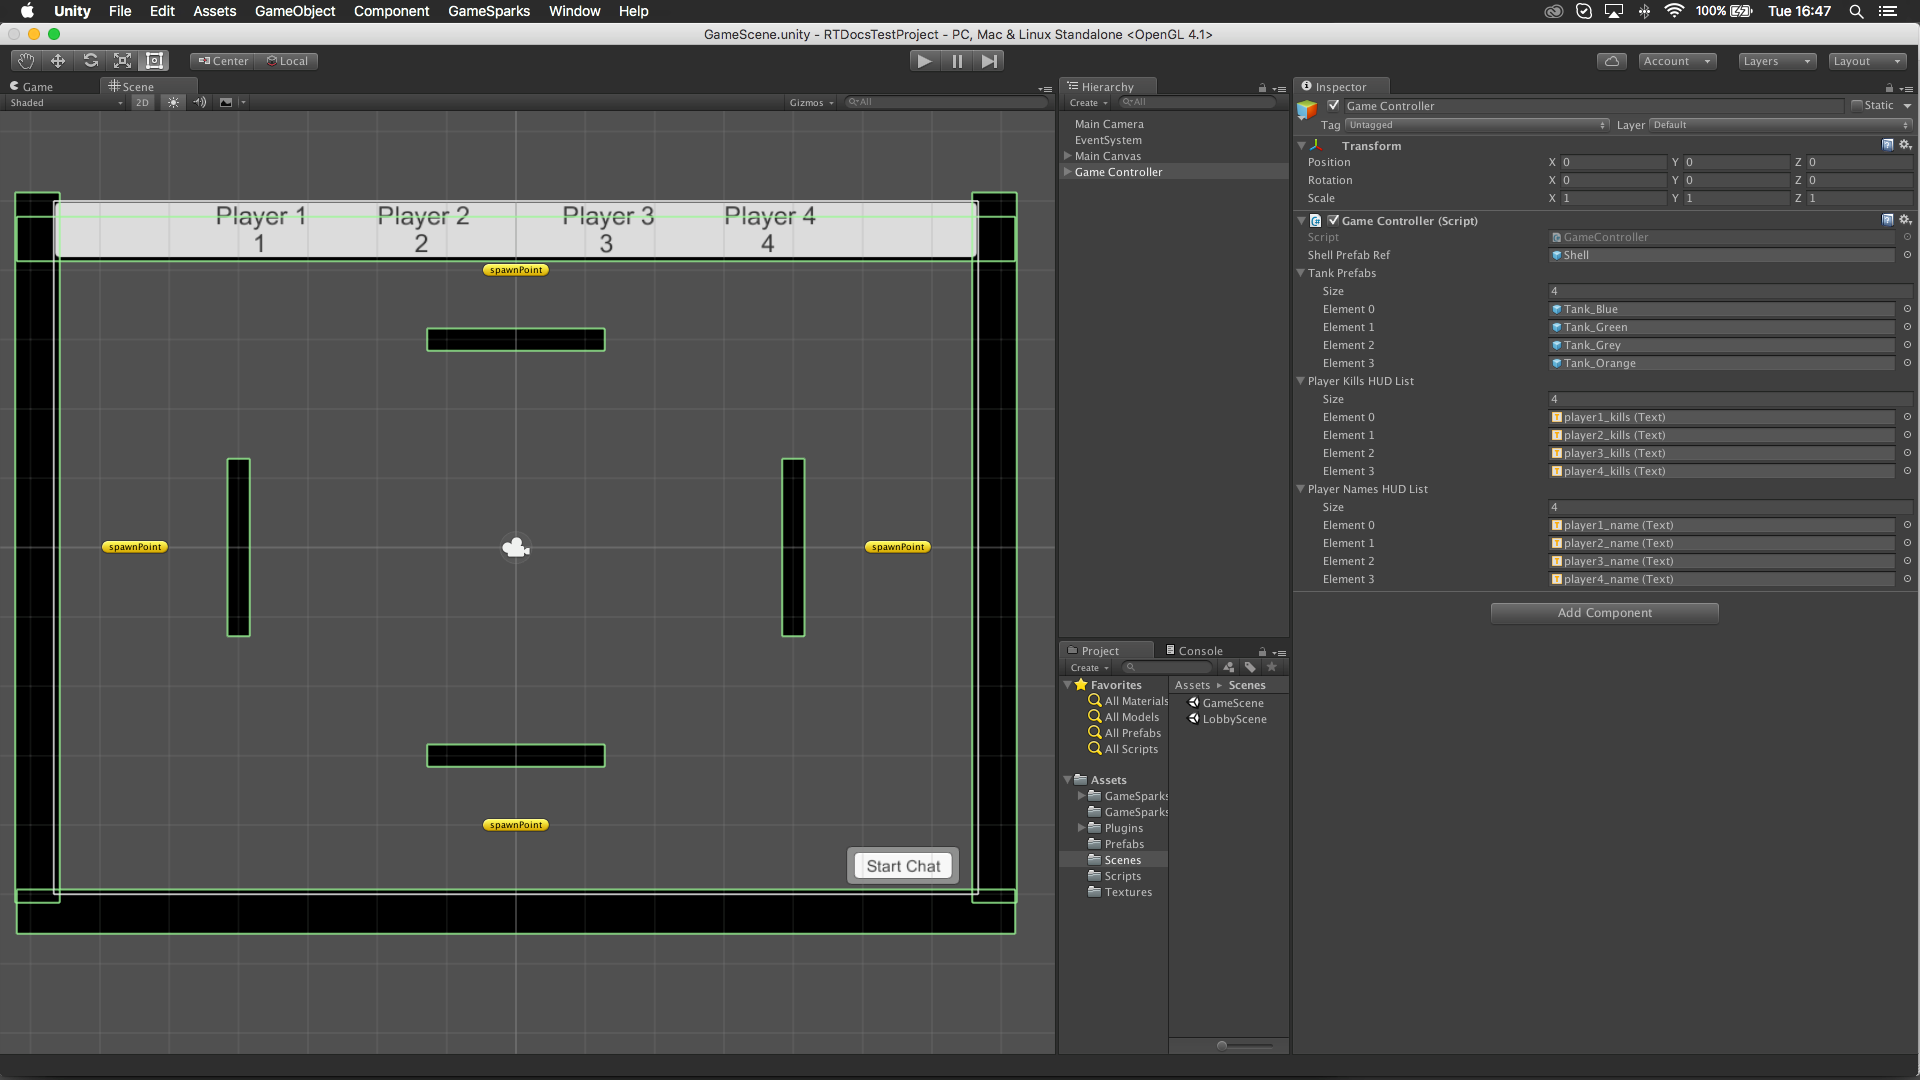 Unity File Edit Assets GameObject Component GameSparks Window Help 100% Tue 16:47
GameScene.unity - RTDocsTestProject - PC, Mac & Linux Standalone <OpenGL 4.1>
Center Local Account Layers Layout
Game Scene
Shaded 2D Gizmos All
Player 1 Player 2 Player 3 Player 4
1 2 3 4
spawnPoint
spawnPoint spawnPoint
spawnPoint
Start Chat
Hierarchy
Create All
Main Camera
EventSystem
Main Canvas
Game Controller
Project Console
Create
Favorites
All Materials
All Models
All Prefabs
All Scripts
Assets
GameSparks
GameSparks
Plugins
Prefabs
Scenes
Scripts
Textures
Assets Scenes
GameScene
LobbyScene
Inspector
Game Controller Static
Tag Untagged Layer Default
Transform
Position X 0 Y 0 Z 0
Rotation X 0 Y 0 Z 0
Scale X 1 Y 1 Z 1
Game Controller (Script)
Script GameController
Shell Prefab Ref Shell
Tank Prefabs
Size 4
Element 0 Tank_Blue
Element 1 Tank_Green
Element 2 Tank_Grey
Element 3 Tank_Orange
Player Kills HUD List
Size 4
Element 0 player1_kills (Text)
Element 1 player2_kills (Text)
Element 2 player3_kills (Text)
Element 3 player4_kills (Text)
Player Names HUD List
Size 4
Element 0 player1_name (Text)
Element 1 player2_name (Text)
Element 2 player3_name (Text)
Element 3 player4_name (Text)
Add Component